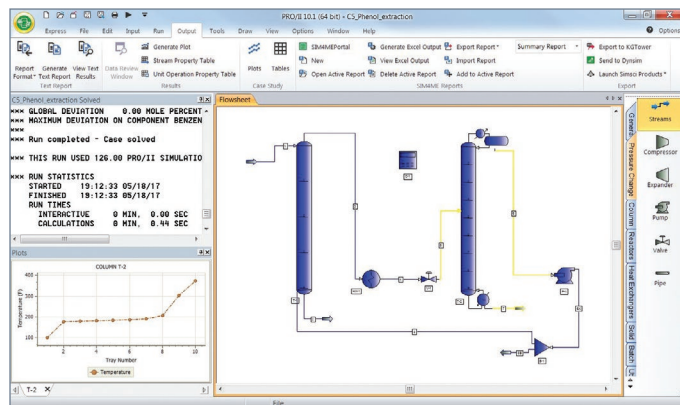 PRO/II 10.1 (64 bit) - C5_Phenol_extraction
Express File Edit Input Run Output Tools Draw View Options Window Help
Options
Report Format
Generate Text Report
View Text Results
Text Report
Data Review Window
Generate Plot
Stream Property Table
Unit Operation Property Table
Results
Plots
Tables
Case Study
SIM4MEPortal
New
Open Active Report
Generate Excel Output
View Excel Output
Delete Active Report
Export Report
Import Report
Add to Active Report
SIM4ME Reports
Summary Report
Export to KGTower
Send to Dynsim
Launch Simsci Products
C5_Phenol_extraction Solved
*** GLOBAL DEVIATION 0.00 MOLE PERCENT
*** MAXIMUM DEVIATION ON COMPONENT BENZEN
***
*** Run completed - Case solved
*** THIS RUN USED 126.00 PRO/II SIMULATIO
*** RUN STATISTICS
STARTED 19:12:33 05/18/17
FINISHED 19:12:33 05/18/17
RUN TIMES
INTERACTIVE 0 MIN, 0.00 SEC
CALCULATIONS 0 MIN, 0.44 SEC
Plots
COLUMN T-2
Temperature (F)
400
300
200
100
2 4 6 8 10
Tray Number
Temperature
T-2
Flowsheet
General
Pressure Change
Column
Reactors
Heat Exchangers
Solid
Batch
Streams
Compressor
Expander
Pump
Valve
Pipe